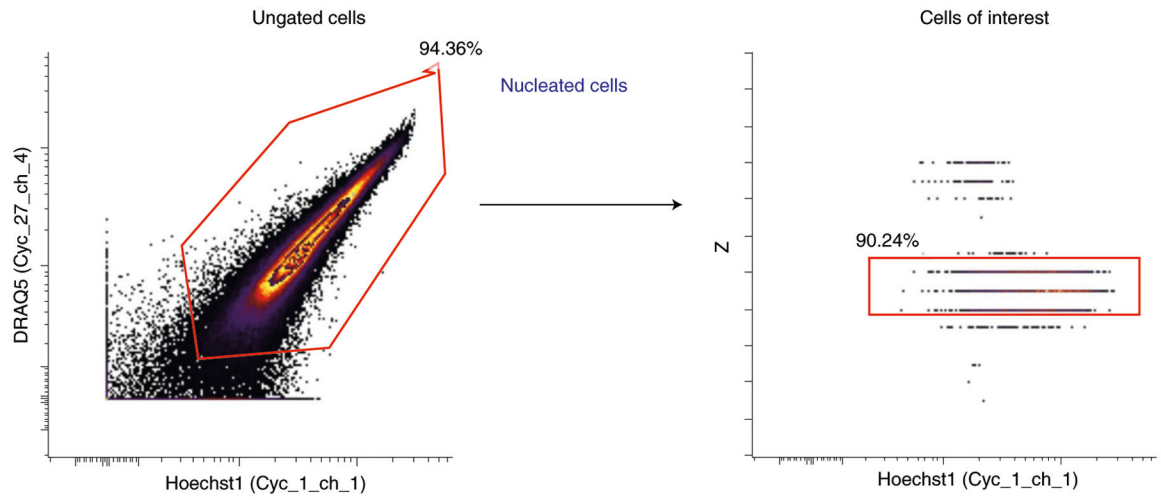 Ungated cells
Cells of interest
94.36%
Nucleated cells
DRAQ5 (Cyc_27_ch_4)
Hoechst1 (Cyc_1_ch_1)
90.24%
Z
Hoechst1 (Cyc_1_ch_1)